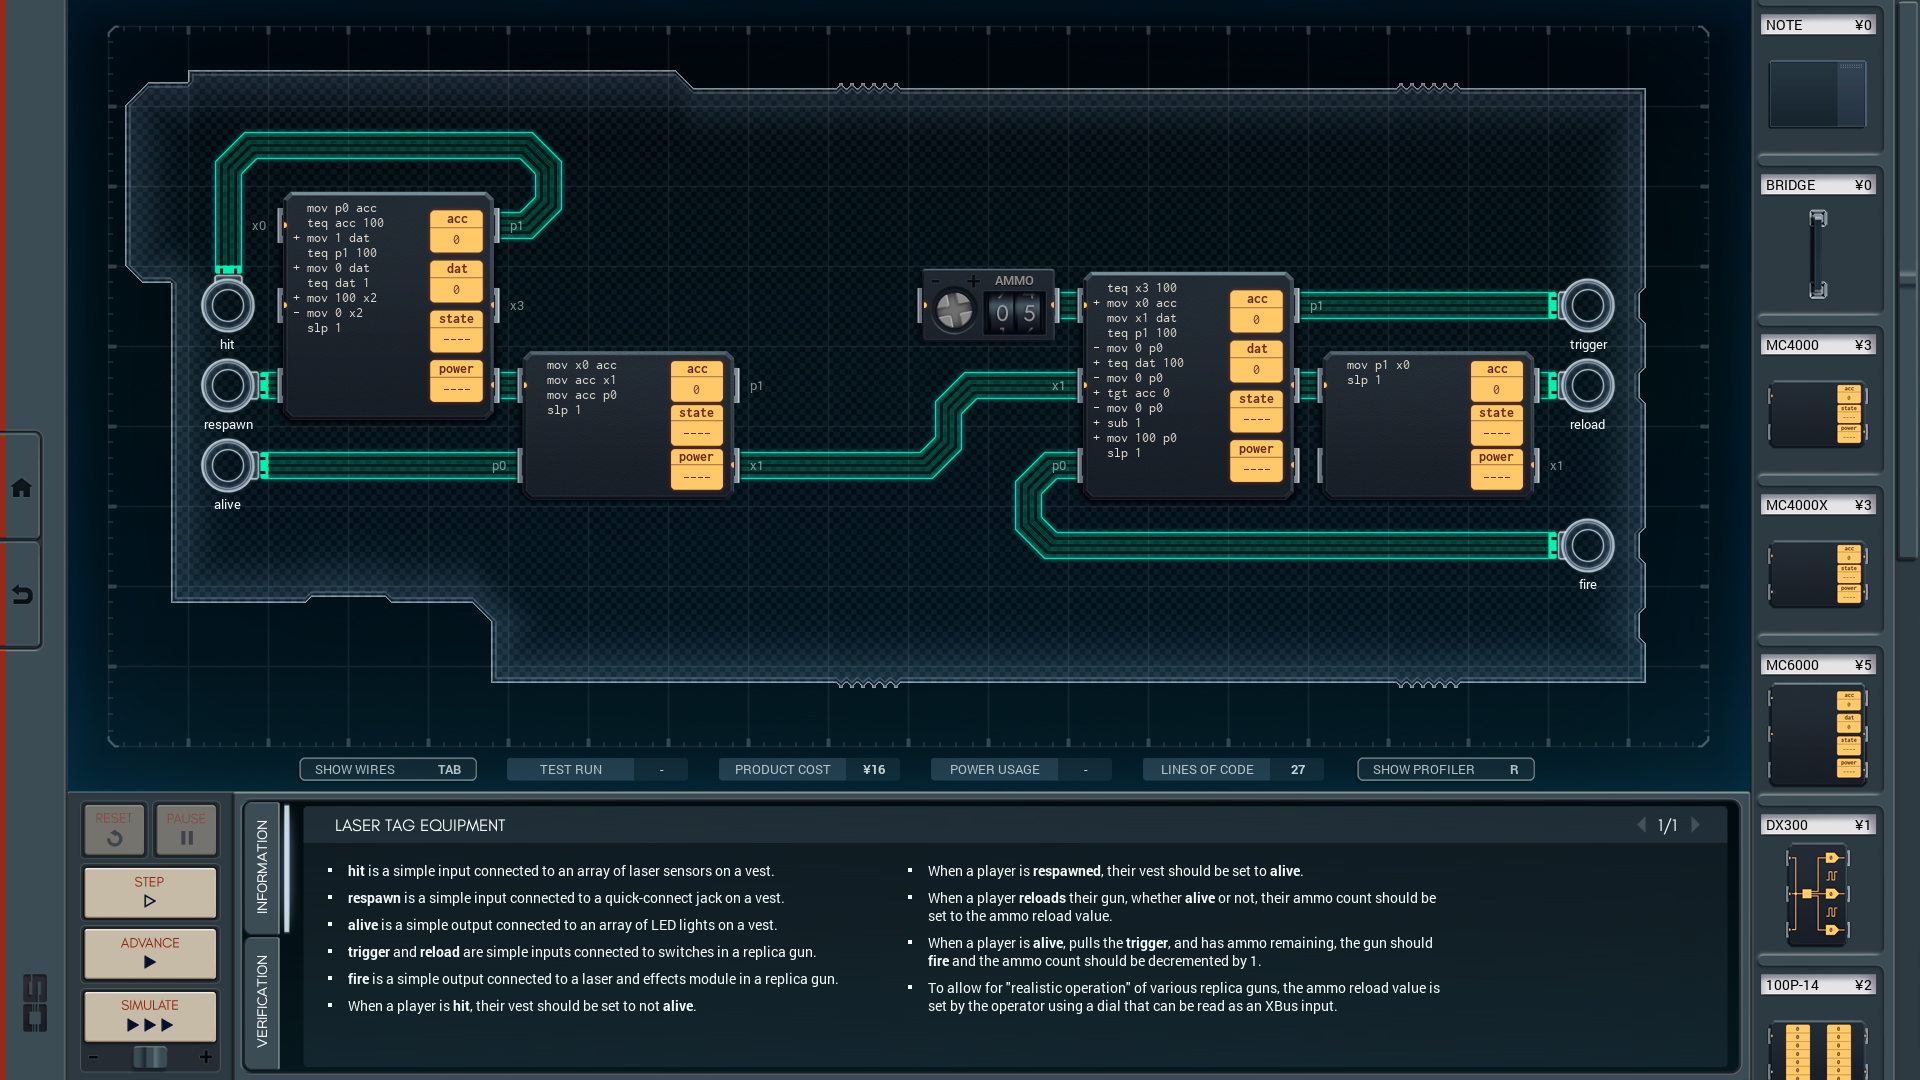 NOTE ¥0
BRIDGE ¥0
MC4000 ¥3
MC4000X ¥3
MC6000 ¥5
DX300 ¥1
100P-14 ¥2
x0
mov p0 acc
teq acc 100
+ mov 1 dat
teq p1 100
+ mov 0 dat
teq dat 1
+ mov 100 x2
- mov 0 x2
slp 1
acc
0
dat
0
state
----
power
----
p1
x3
hit
respawn
alive
p0
mov x0 acc
mov acc x1
mov acc p0
slp 1
acc
0
state
----
power
----
p1
x1
- + AMMO
05
x1
p0
teq x3 100
+ mov x0 acc
mov x1 dat
teq p1 100
- mov 0 p0
+ teq dat 100
- mov 0 p0
+ tgt acc 0
- mov 0 p0
+ sub 1
+ mov 100 p0
slp 1
acc
0
dat
0
state
----
power
----
p1
mov p1 x0
slp 1
acc
0
state
----
power
----
x1
trigger
reload
fire
SHOW WIRES TAB
TEST RUN -
PRODUCT COST ¥16
POWER USAGE -
LINES OF CODE 27
SHOW PROFILER R
RESET
PAUSE
STEP
ADVANCE
SIMULATE
- +
INFORMATION
VERIFICATION
LASER TAG EQUIPMENT
1/1
▪ hit is a simple input connected to an array of laser sensors on a vest.
▪ respawn is a simple input connected to a quick-connect jack on a vest.
▪ alive is a simple output connected to an array of LED lights on a vest.
▪ trigger and reload are simple inputs connected to switches in a replica gun.
▪ fire is a simple output connected to a laser and effects module in a replica gun.
▪ When a player is hit, their vest should be set to not alive.
▪ When a player is respawned, their vest should be set to alive.
▪ When a player reloads their gun, whether alive or not, their ammo count should be
set to the ammo reload value.
▪ When a player is alive, pulls the trigger, and has ammo remaining, the gun should
fire and the ammo count should be decremented by 1.
▪ To allow for "realistic operation" of various replica guns, the ammo reload value is
set by the operator using a dial that can be read as an XBus input.